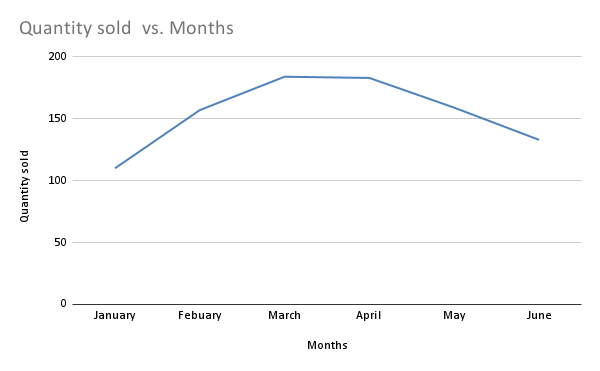 Quantity sold  vs. Months
200
150
100
50
0
Quantity sold
January Febuary March April May June
Months